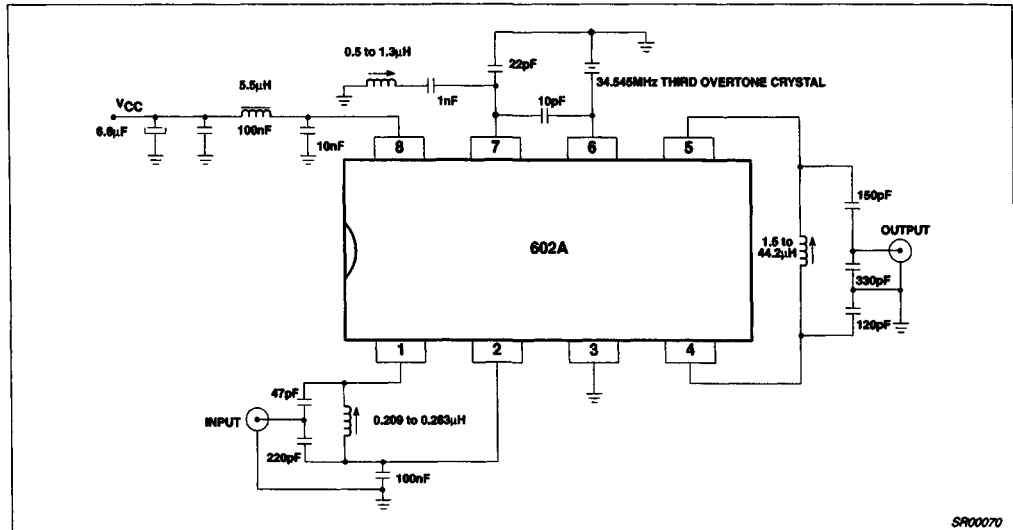 0.5 to 1.3μH
22pF
34.545MHz THIRD OVERTONE CRYSTAL
5.5μH
1nF
10pF
VCC
6.8μF
100nF
10nF
8
7
6
5
150pF
602A
1.5 to
44.2μH
OUTPUT
330pF
120pF
1
2
3
4
47pF
INPUT
0.209 to 0.283μH
220pF
100nF
SR00070